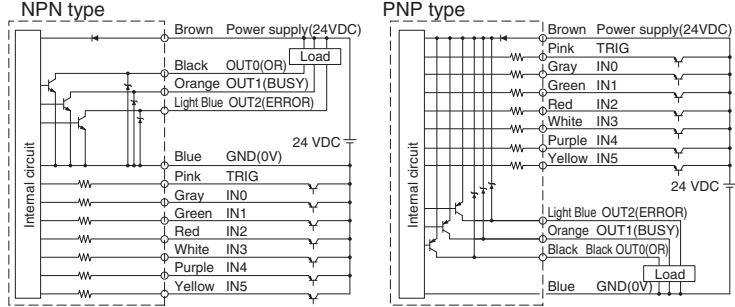 NPN type
Internal circuit
Brown Power supply(24VDC)
Load
Black OUT0(OR)
Orange OUT1(BUSY)
Light Blue OUT2(ERROR)
24 VDC
Blue GND(0V)
Pink TRIG
Gray IN0
Green IN1
Red IN2
White IN3
Purple IN4
Yellow IN5
PNP type
Internal circuit
Brown Power supply(24VDC)
Pink TRIG
Gray IN0
Green IN1
Red IN2
White IN3
Purple IN4
Yellow IN5
24 VDC
Light Blue OUT2(ERROR)
Orange OUT1(BUSY)
Black Black OUT0(OR)
Load
Blue GND(0V)